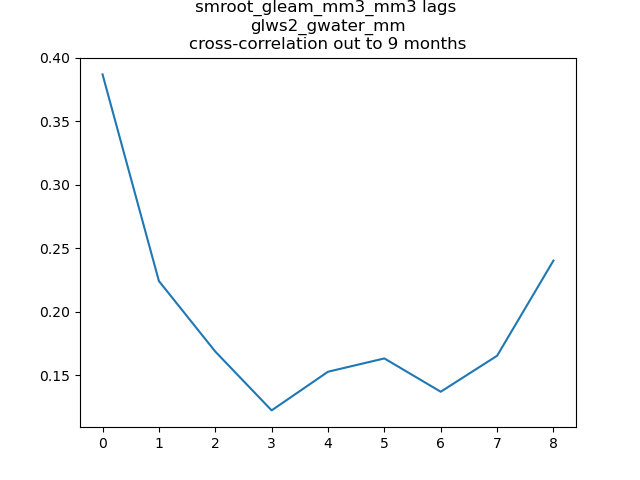 smroot_gleam_mm3_mm3 lags
glws2_gwater_mm
cross-correlation out to 9 months
0.40
0.35
0.30
0.25
0.20
0.15
0 1 2 3 4 5 6 7 8